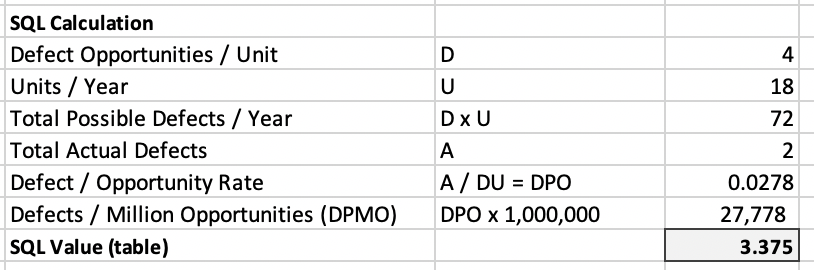 SQL Calculation
Defect Opportunities / Unit D 4
Units / Year U 18
Total Possible Defects / Year D x U 72
Total Actual Defects A 2
Defect / Opportunity Rate A / DU = DPO 0.0278
Defects / Million Opportunities (DPMO) DPO x 1,000,000 27,778
SQL Value (table) 3.375